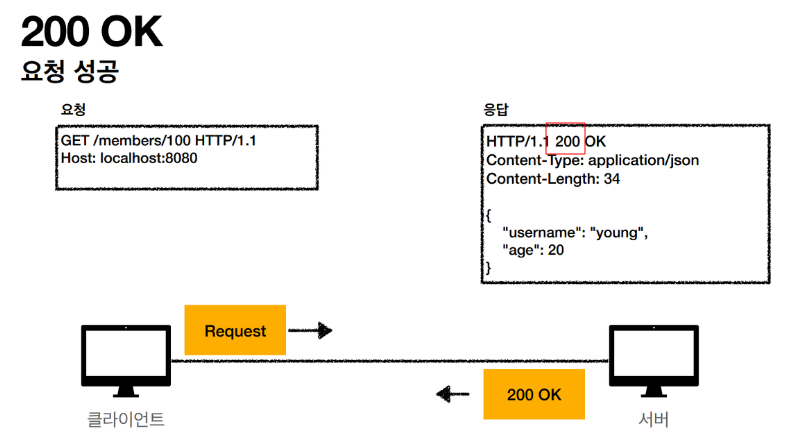 200 OK
요청 성공
요청
GET /members/100 HTTP/1.1
Host: localhost:8080
응답
HTTP/1.1 200 OK
Content-Type: application/json
Content-Length: 34
{
"username": "young",
"age": 20
}
Request
200 OK
클라이언트
서버